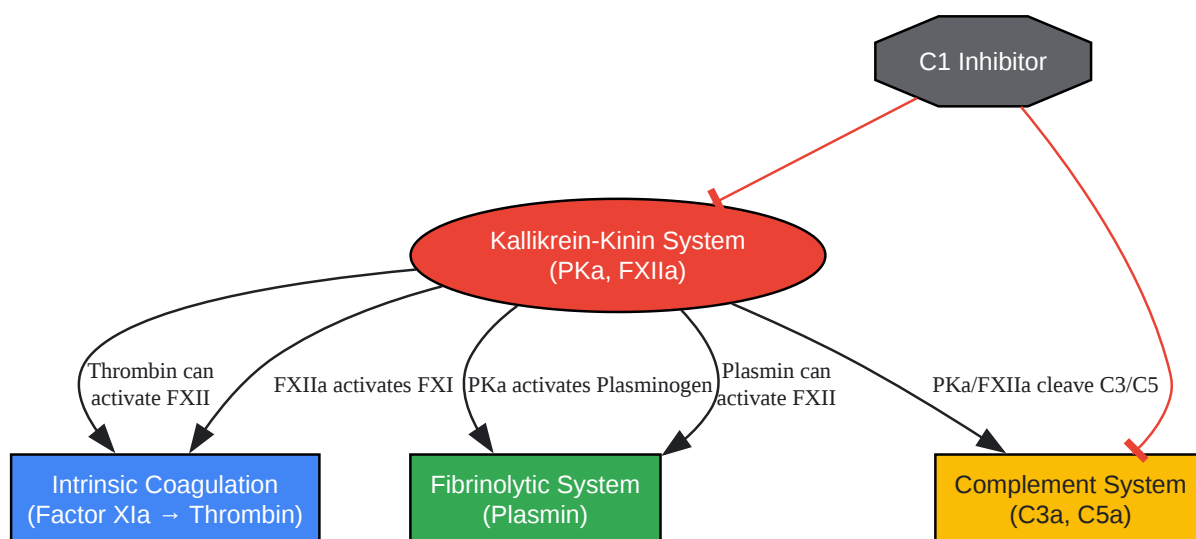 C1 Inhibitor
Kallikrein-Kinin System
(PKa, FXIIa)
Thrombin can
activate FXII
FXIIa activates FXI
PKa activates Plasminogen
Plasmin can
activate FXII
PKa/FXIIa cleave C3/C5
Intrinsic Coagulation
(Factor XIa → Thrombin)
Fibrinolytic System
(Plasmin)
Complement System
(C3a, C5a)